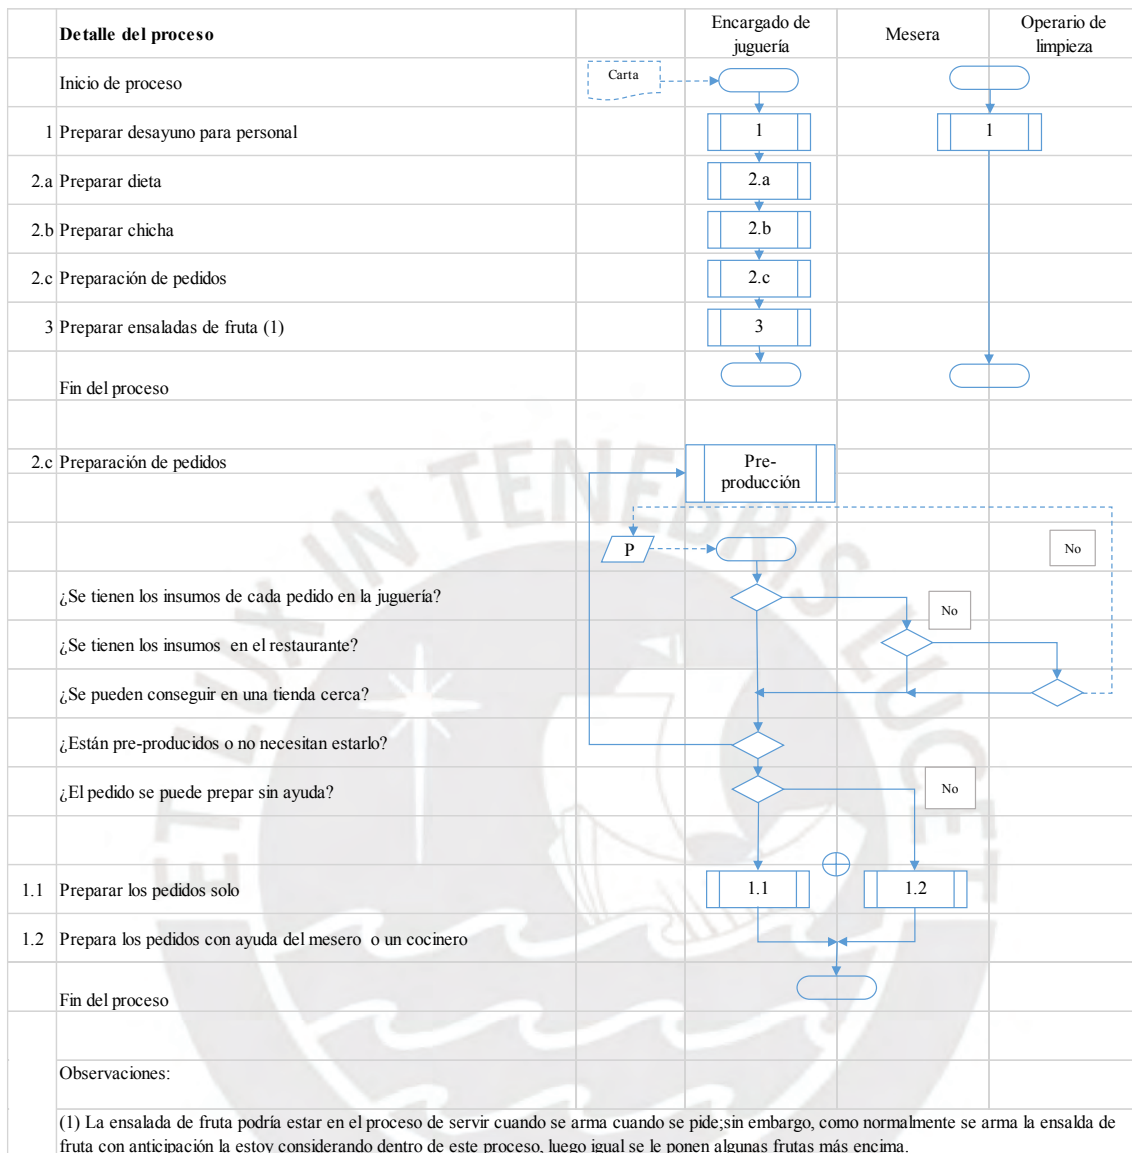 Detalle del proceso
Encargado de juguería
Mesera
Operario de limpieza
Inicio de proceso
Carta
1 Preparar desayuno para personal
1
1
2.a Preparar dieta
2.a
2.b Preparar chicha
2.b
2.c Preparación de pedidos
2.c
3 Preparar ensaladas de fruta (1)
3
Fin del proceso
2.c Preparación de pedidos
Pre-
producción
P
No
¿Se tienen los insumos de cada pedido en la juguería?
No
¿Se tienen los insumos en el restaurante?
¿Se pueden conseguir en una tienda cerca?
¿Están pre-producidos o no necesitan estarlo?
¿El pedido se puede prepar sin ayuda?
No
1.1 Preparar los pedidos solo
1.1
1.2
1.2 Prepara los pedidos con ayuda del mesero o un cocinero
Fin del proceso
Observaciones:
(1) La ensalada de fruta podría estar en el proceso de servir cuando se arma cuando se pide;sin embargo, como normalmente se arma la ensalda de
fruta con anticipación la estoy considerando dentro de este proceso, luego igual se le ponen algunas frutas más encima.
ET LUX IN TENEBRIS LUCET